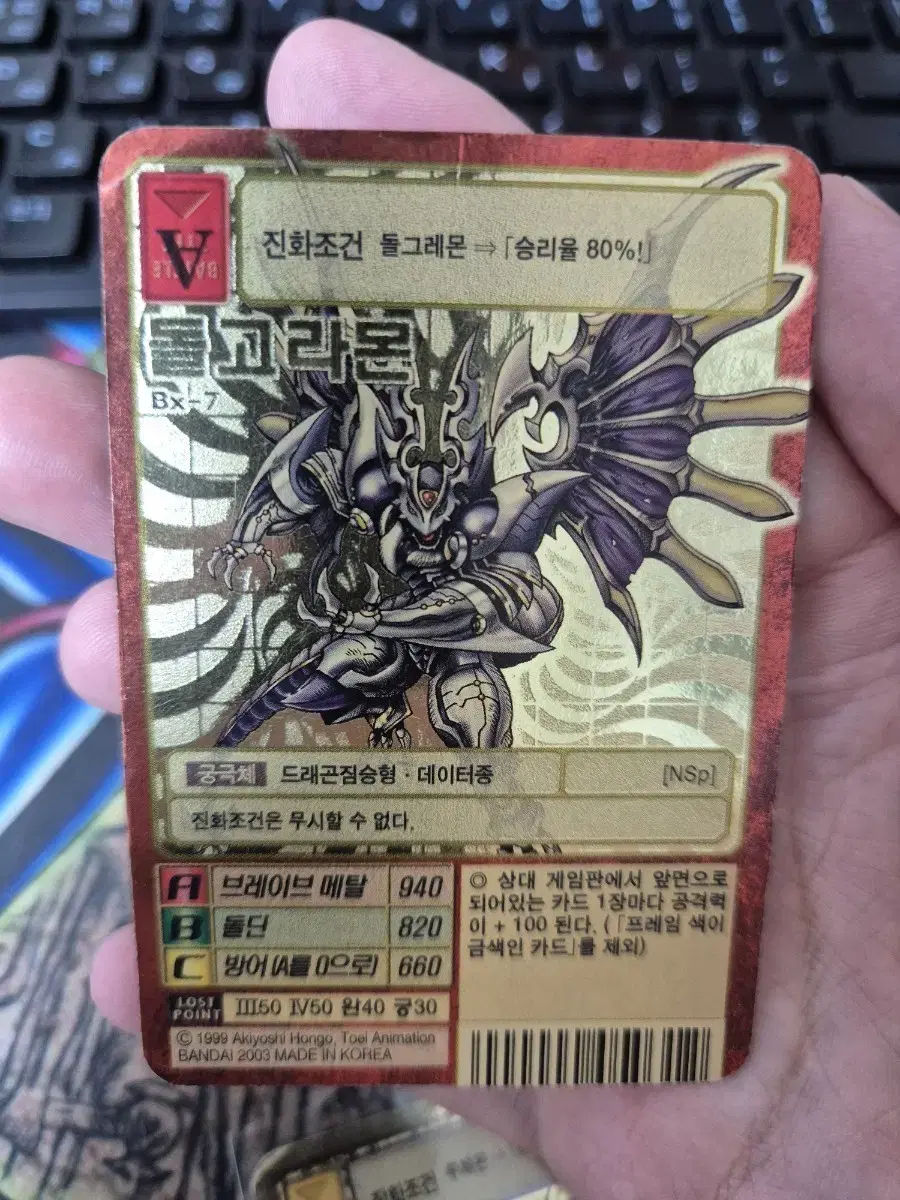 A
BATTLE
진화조건 돌그레몬⇒「승리율 80%!」
돌고라몬
Bx-7
궁극체 드래곤짐승형·데이터종 [NSp]
진화조건은 무시할 수 없다.
A 브레이브 메탈 940
B 돌딘 820
C 방어(A를 0으로) 660
LOST POINT Ⅲ50 Ⅳ50 완40 궁30
◎ 상대 게임판에서 앞면으로
되어있는 카드 1장마다 공격력
이 +100 된다. (「프레임 색이
금색인 카드」를 제외)
© 1999 Akiyoshi Hongo, Toei Animation
BANDAI 2003 MADE IN KOREA
진화조건